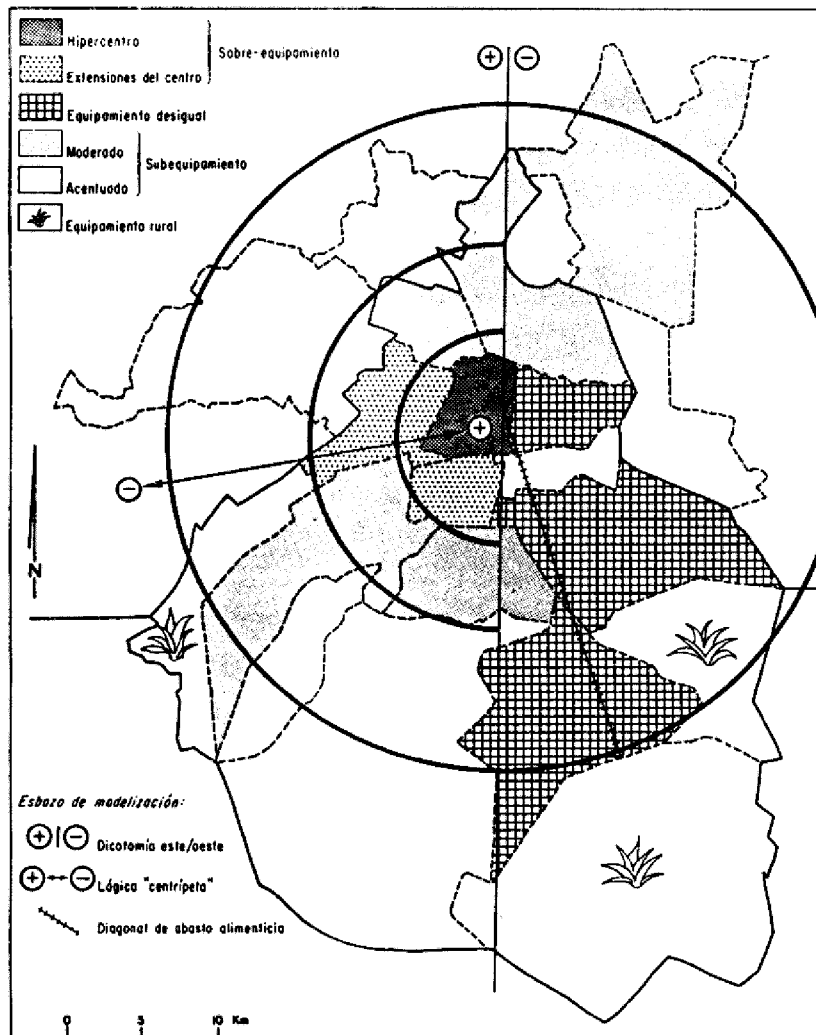 Hipercentro
Sobre-equipamiento
Extensiones del centro
Equipamiento desigual
Moderado
Subequipamiento
Acentuado
Equipamiento rural
+ | −
+
−
N
Esbozo de modelización:
+ | − Dicotomía este/oeste
+ ↔ − Lógica "centrípeta"
Diagonal de abasto alimenticio
0 5 10 Km